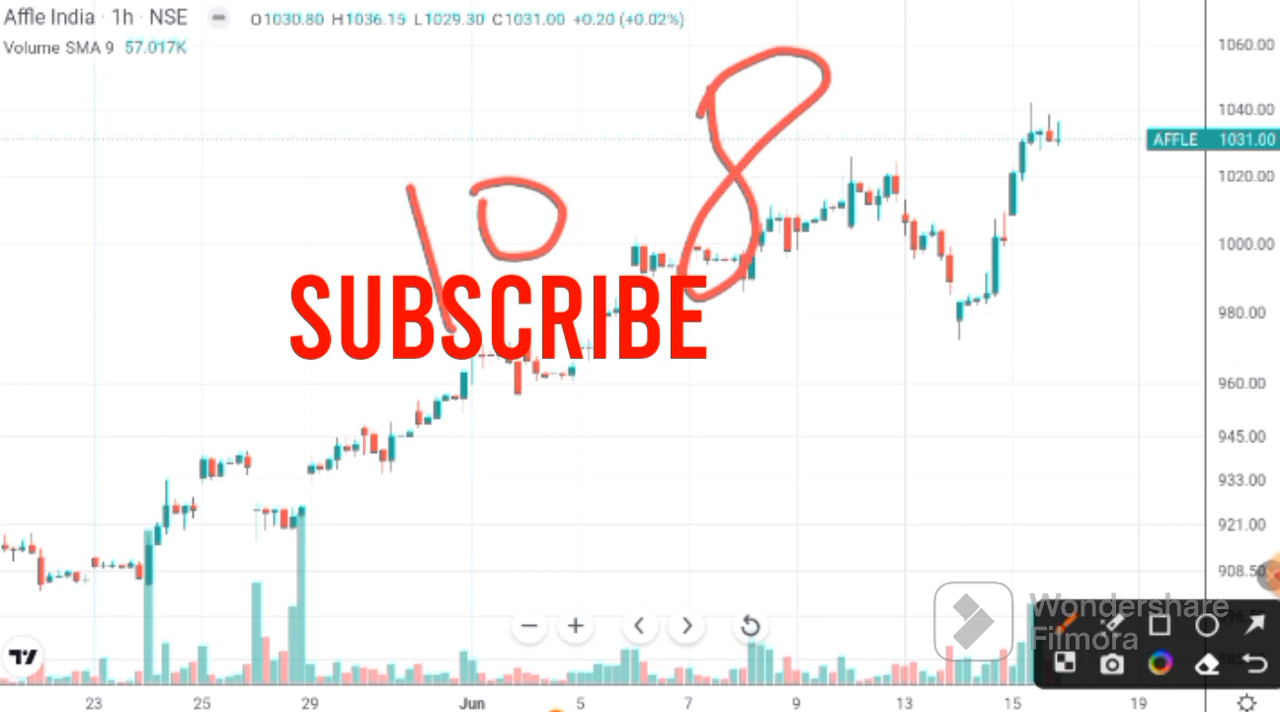 Affle India · 1h · NSE O1030.80 H1036.15 L1029.30 C1031.00 +0.20 (+0.02%)
Volume SMA 9 57.017K
1060.00
1040.00
AFFLE 1031.00
1020.00
1000.00
980.00
960.00
945.00
933.00
921.00
908.50
10 8
SUBSCRIBE
Wondershare
Filmora
23 25 29 Jun 5 7 9 13 15 19